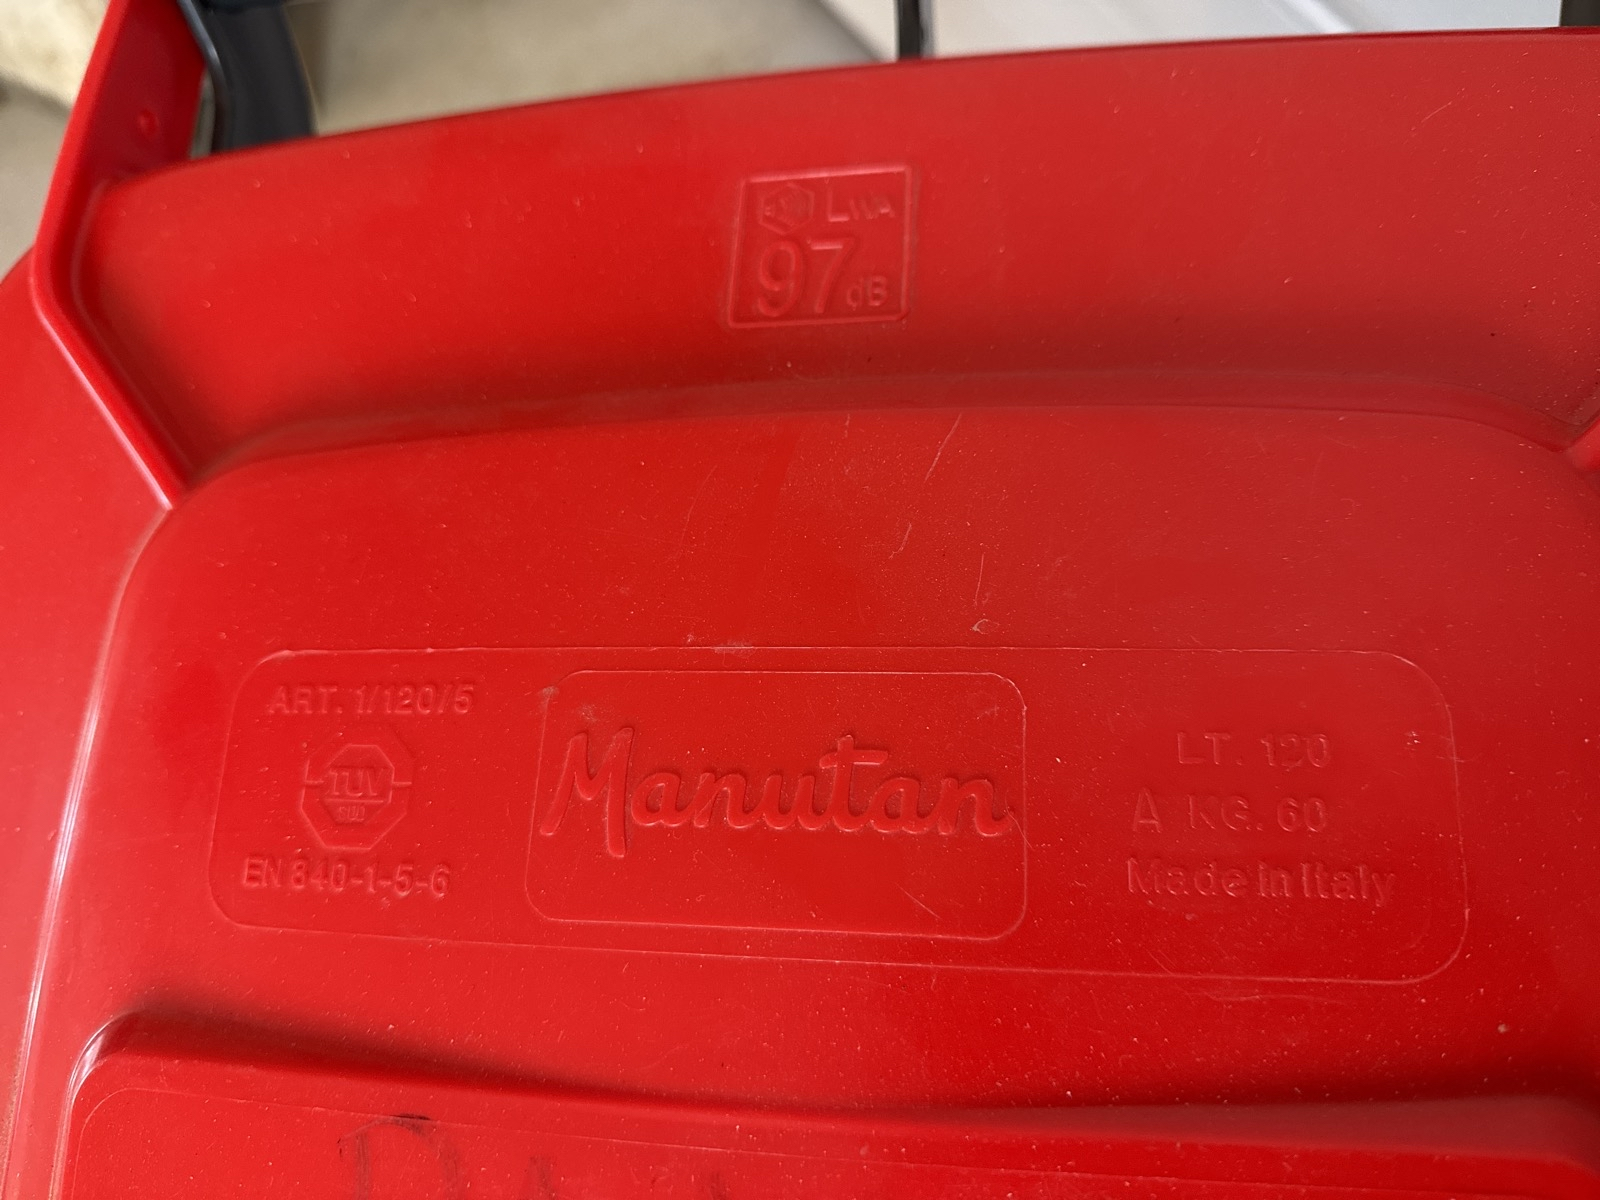 LWA
97 dB
ART. 1/120/5
TÜV
SÜD
EN 840-1-5-6
Manutan
LT. 120
A KG. 60
Made in Italy